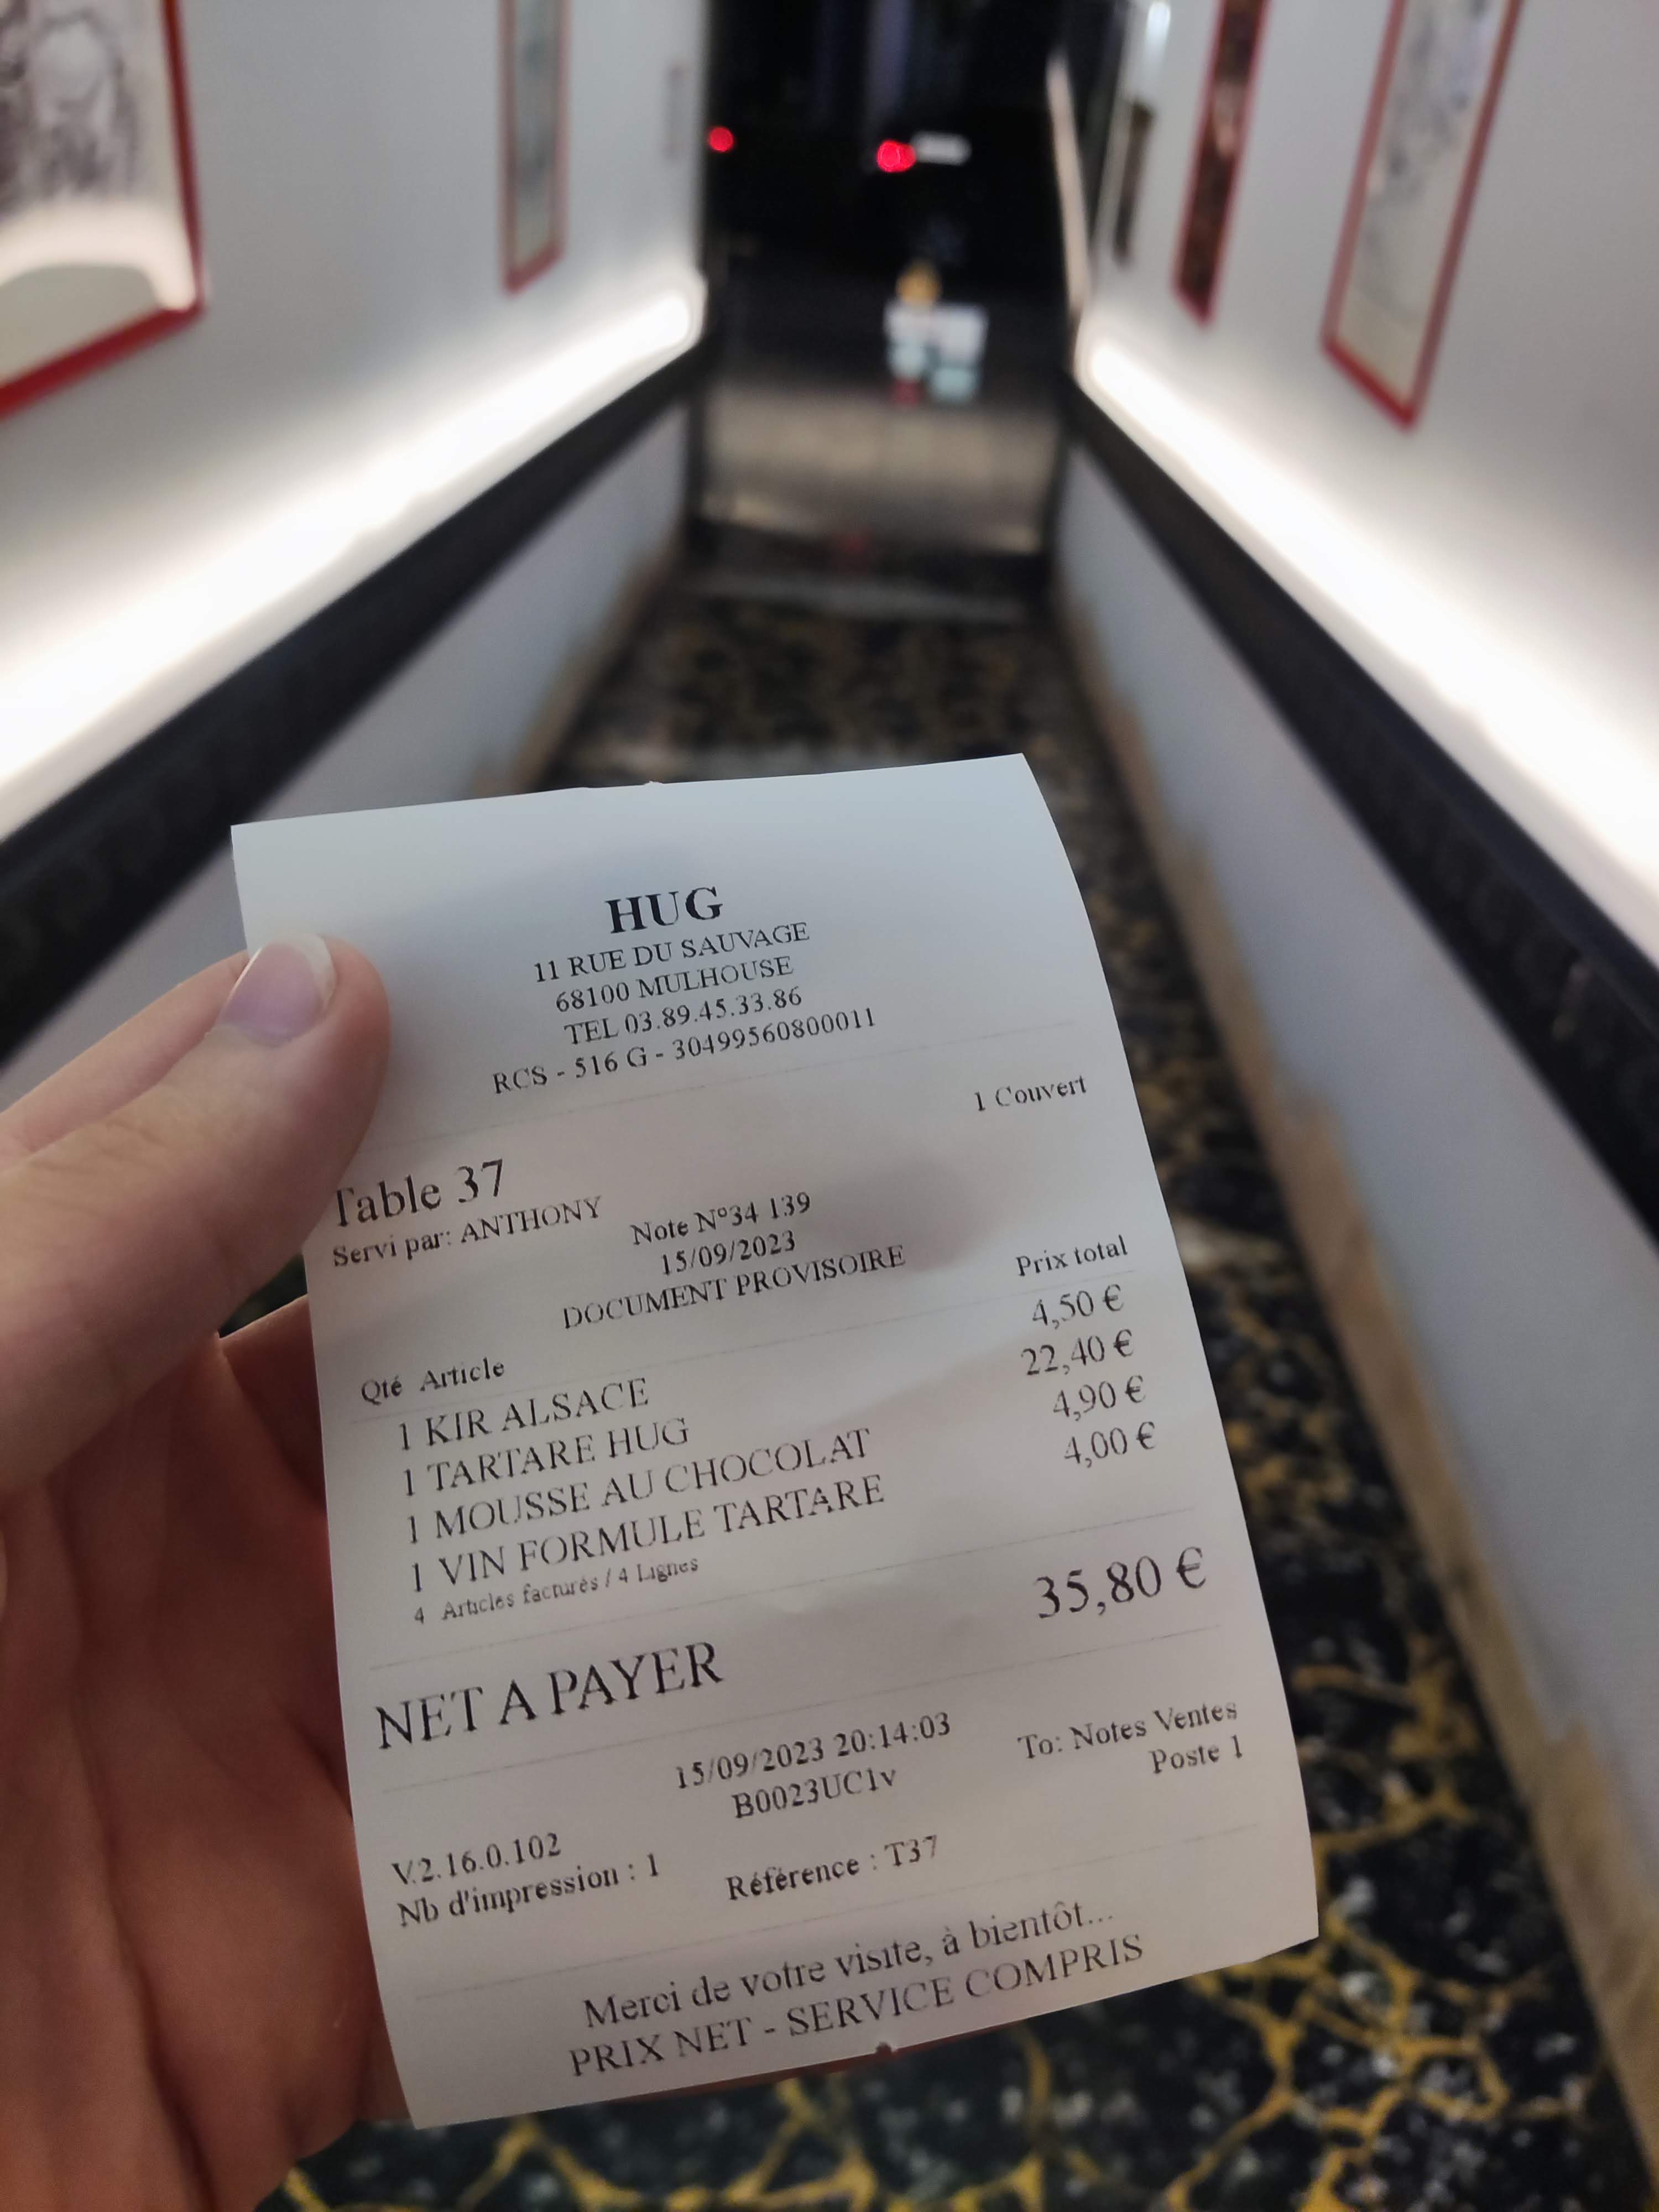 HUG
11 RUE DU SAUVAGE
68100 MULHOUSE
TEL 03.89.45.33.86
RCS - 516 G - 30499560800011
1 Couvert
Table 37
Servi par: ANTHONY
Note N°34 139
15/09/2023
DOCUMENT PROVISOIRE
Qté Article Prix total
1 KIR ALSACE 4,50 €
1 TARTARE HUG 22,40 €
1 MOUSSE AU CHOCOLAT 4,90 €
1 VIN FORMULE TARTARE 4,00 €
4 Articles facturés / 4 Lignes
NET A PAYER 35,80 €
15/09/2023 20:14:03
B0023UC1v
To: Notes Ventes
Poste 1
V.2.16.0.102
Nb d'impression : 1
Référence : T37
Merci de votre visite, à bientôt...
PRIX NET - SERVICE COMPRIS